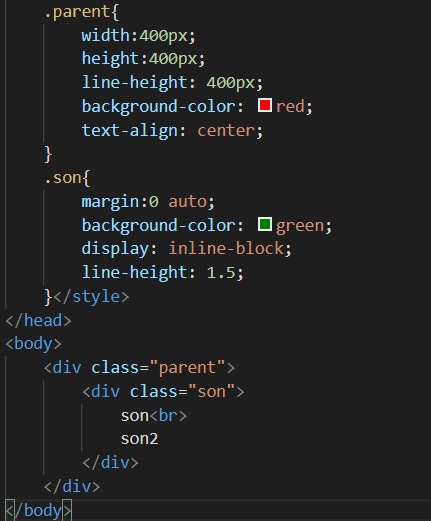 .parent{
width:400px;
height:400px;
line-height: 400px;
background-color: red;
text-align: center;
}
.son{
margin:0 auto;
background-color: green;
display: inline-block;
line-height: 1.5;
}</style>
</head>
<body>
<div class="parent">
<div class="son">
son<br>
son2
</div>
</div>
</body>